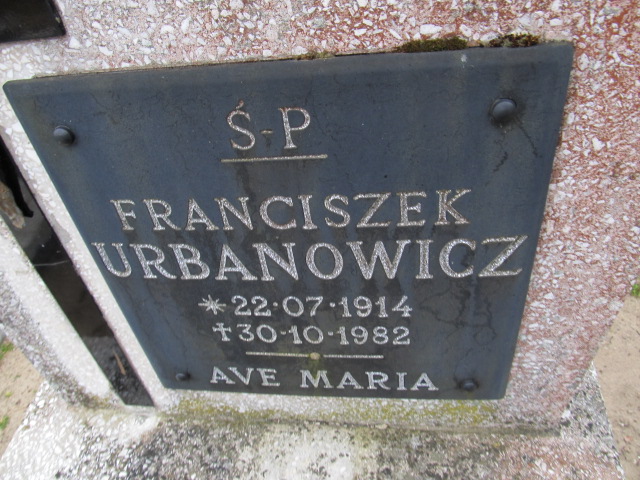 Ś-P
FRANCISZEK
URBANOWICZ
*22·07·1914
†30·10·1982
AVE MARIA